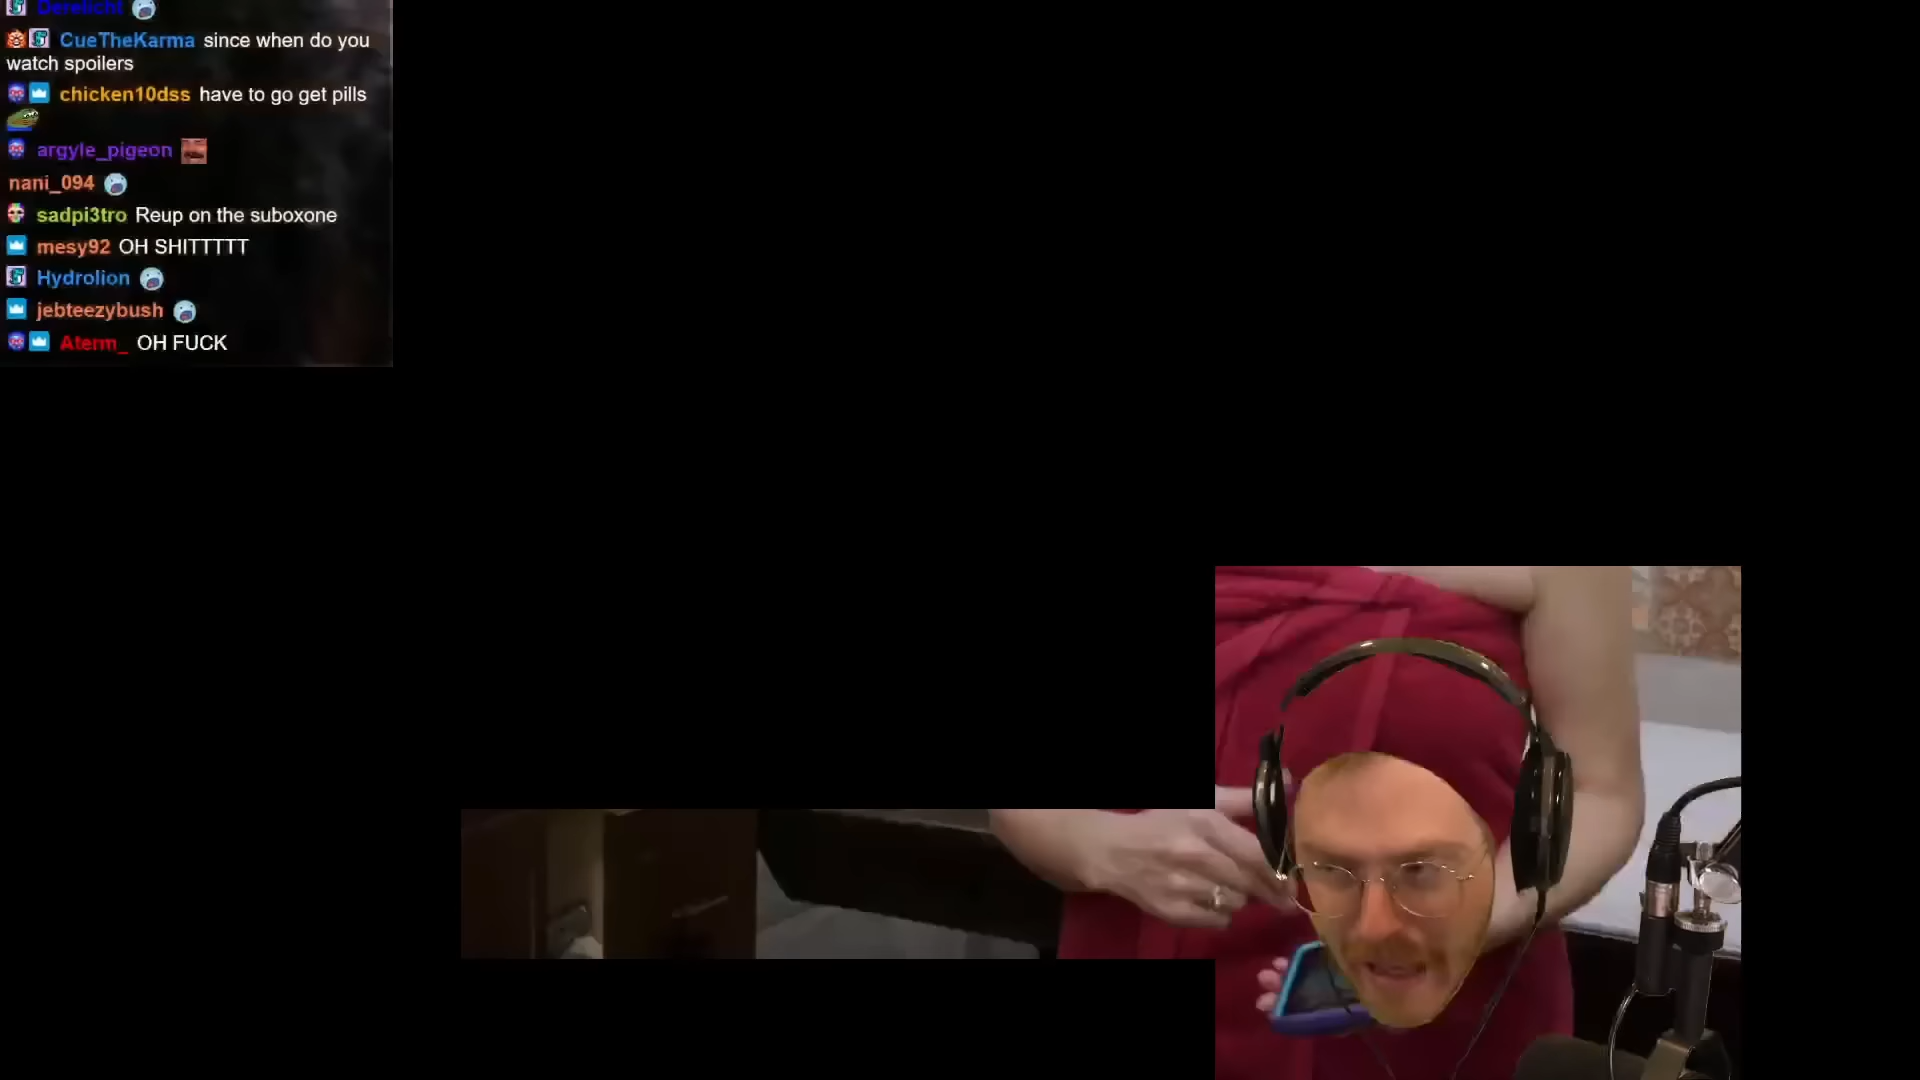 Derelicht
CueTheKarma since when do you
watch spoilers
chicken10dss have to go get pills
argyle_pigeon
nani_094
sadpi3tro Reup on the suboxone
mesy92 OH SHITTTTT
Hydrolion
jebteezybush
Aterm_ OH FUCK